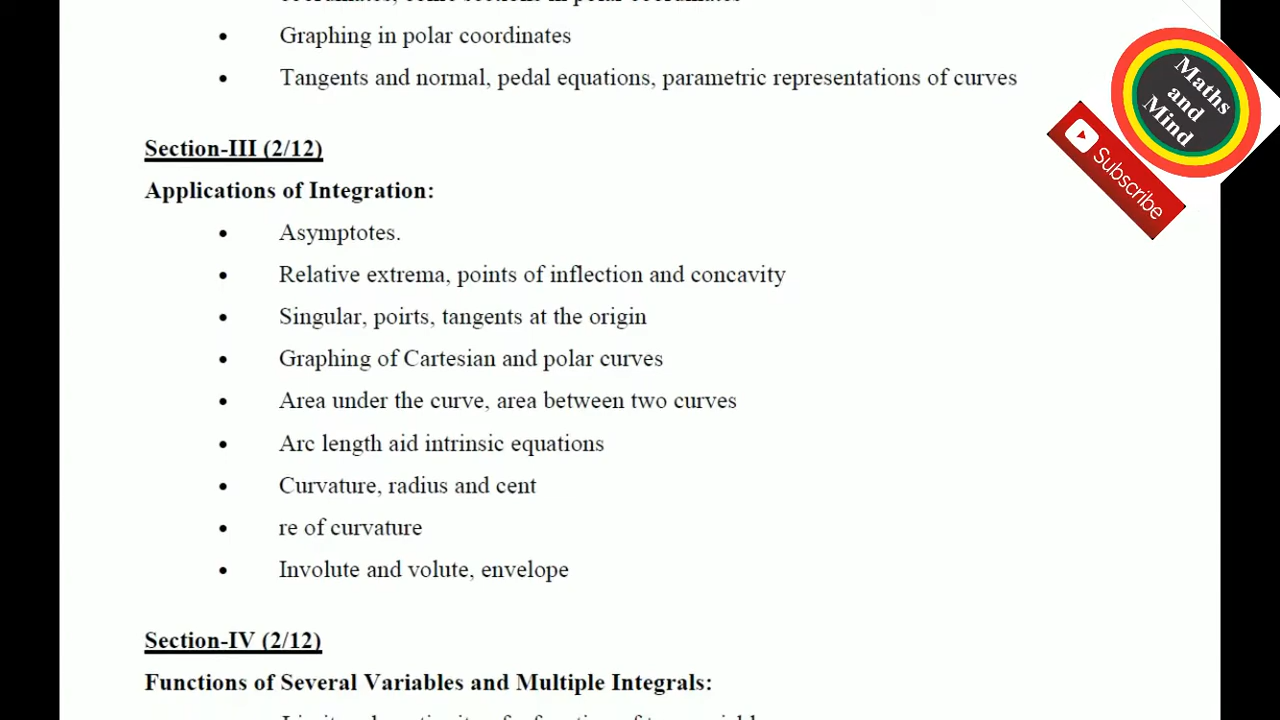 Graphing in polar coordinates
Tangents and normal, pedal equations, parametric representations of curves
Maths
and
Mind
Subscribe
Section-III (2/12)
Applications of Integration:
Asymptotes.
Relative extrema, points of inflection and concavity
Singular, poirts, tangents at the origin
Graphing of Cartesian and polar curves
Area under the curve, area between two curves
Arc length aid intrinsic equations
Curvature, radius and cent
re of curvature
Involute and volute, envelope
Section-IV (2/12)
Functions of Several Variables and Multiple Integrals: